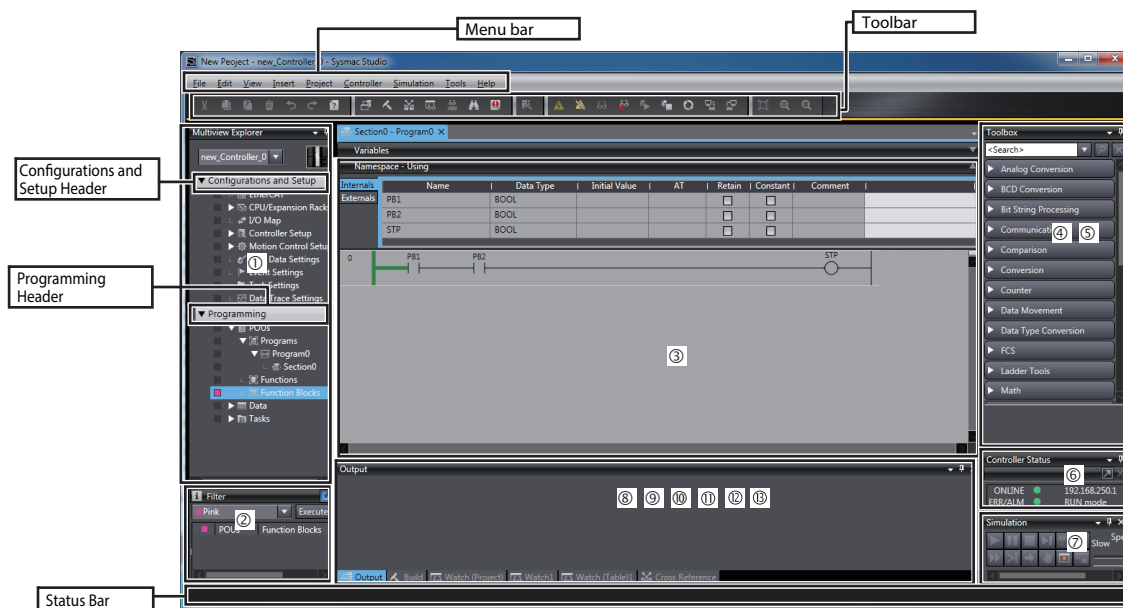 Menu bar
Toolbar
New Poject - new_Controller_0 - Sysmac Studio
File Edit View Insert Project Controller Simulation Tools Help
Multiview Explorer
new_Controller_0
Configurations and Setup Header
Configurations and Setup
EtherCAT
CPU/Expansion Rack
I/O Map
Controller Setup
Motion Control Setu
①
Data Settings
Event Settings
Task Settings
Data Trace Settings
Programming Header
Programming
POUs
Programs
Program0
Section0
Functions
Function Blocks
Data
Tasks
Filter
Pink
Execute
②
POUs Function Blocks
Status Bar
Section0 - Program0
Variables
Namespace - Using
Internals
Externals
Name Data Type Initial Value AT Retain Constant Comment
PB1 BOOL
PB2 BOOL
STP BOOL
0 PB1 PB2 STP
③
Output
⑧ ⑨ ⑩ ⑪ ⑫ ⑬
Output Build Watch (Project) Watch1 Watch (Table)1 Cross Reference
Toolbox
<Search>
Analog Conversion
BCD Conversion
Bit String Processing
Communicati ④ ⑤
Comparison
Conversion
Counter
Data Movement
Data Type Conversion
FCS
Ladder Tools
Math
Controller Status
⑥
ONLINE 192.168.250.1
ERR/ALM RUN mode
Simulation
⑦
Slow Spe